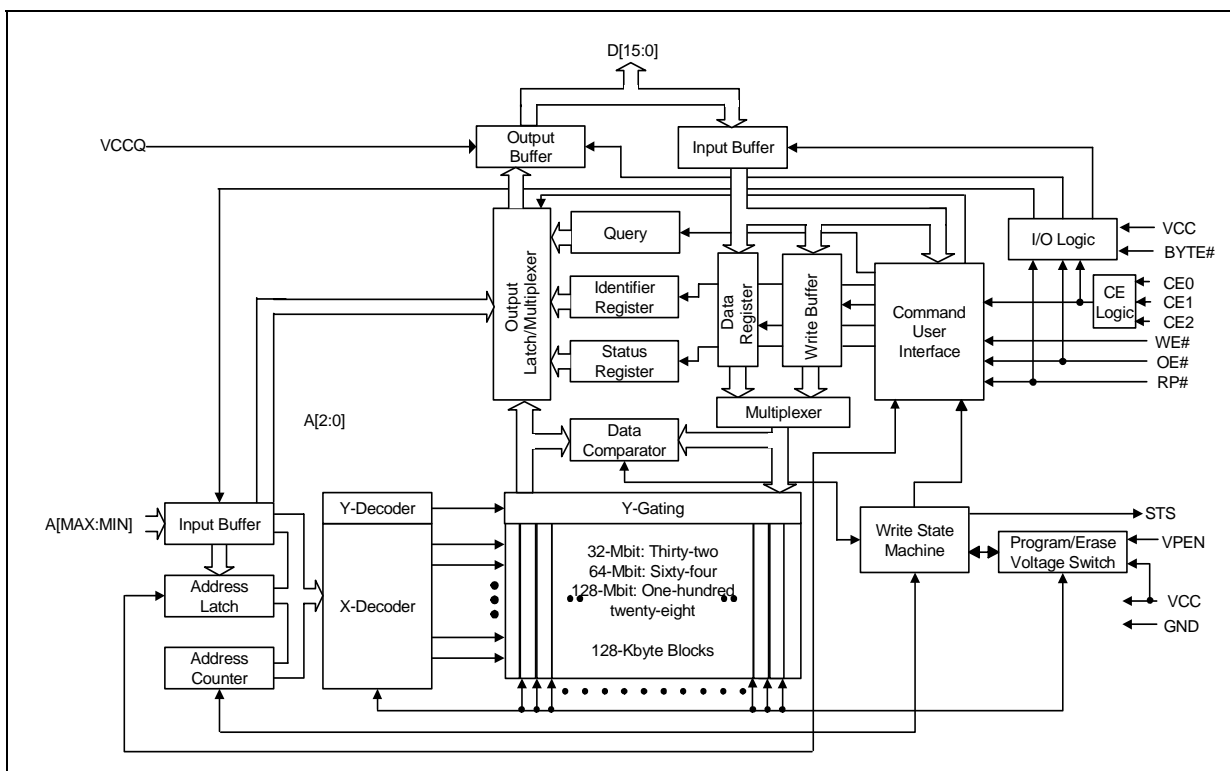 D[15:0]
VCCQ
Output
Buffer
Input Buffer
Output
Latch/Multiplexer
Query
Identifier
Register
Status
Register
Data
Register
Write Buffer
Command
User
Interface
I/O Logic
VCC
BYTE#
CE
Logic
CE0
CE1
CE2
WE#
OE#
RP#
Multiplexer
A[2:0]
Data
Comparator
A[MAX:MIN]
Input Buffer
Y-Decoder
Y-Gating
Write State
Machine
STS
Program/Erase
Voltage Switch
VPEN
VCC
GND
Address
Latch
X-Decoder
32-Mbit: Thirty-two
64-Mbit: Sixty-four
128-Mbit: One-hundred
twenty-eight
128-Kbyte Blocks
Address
Counter